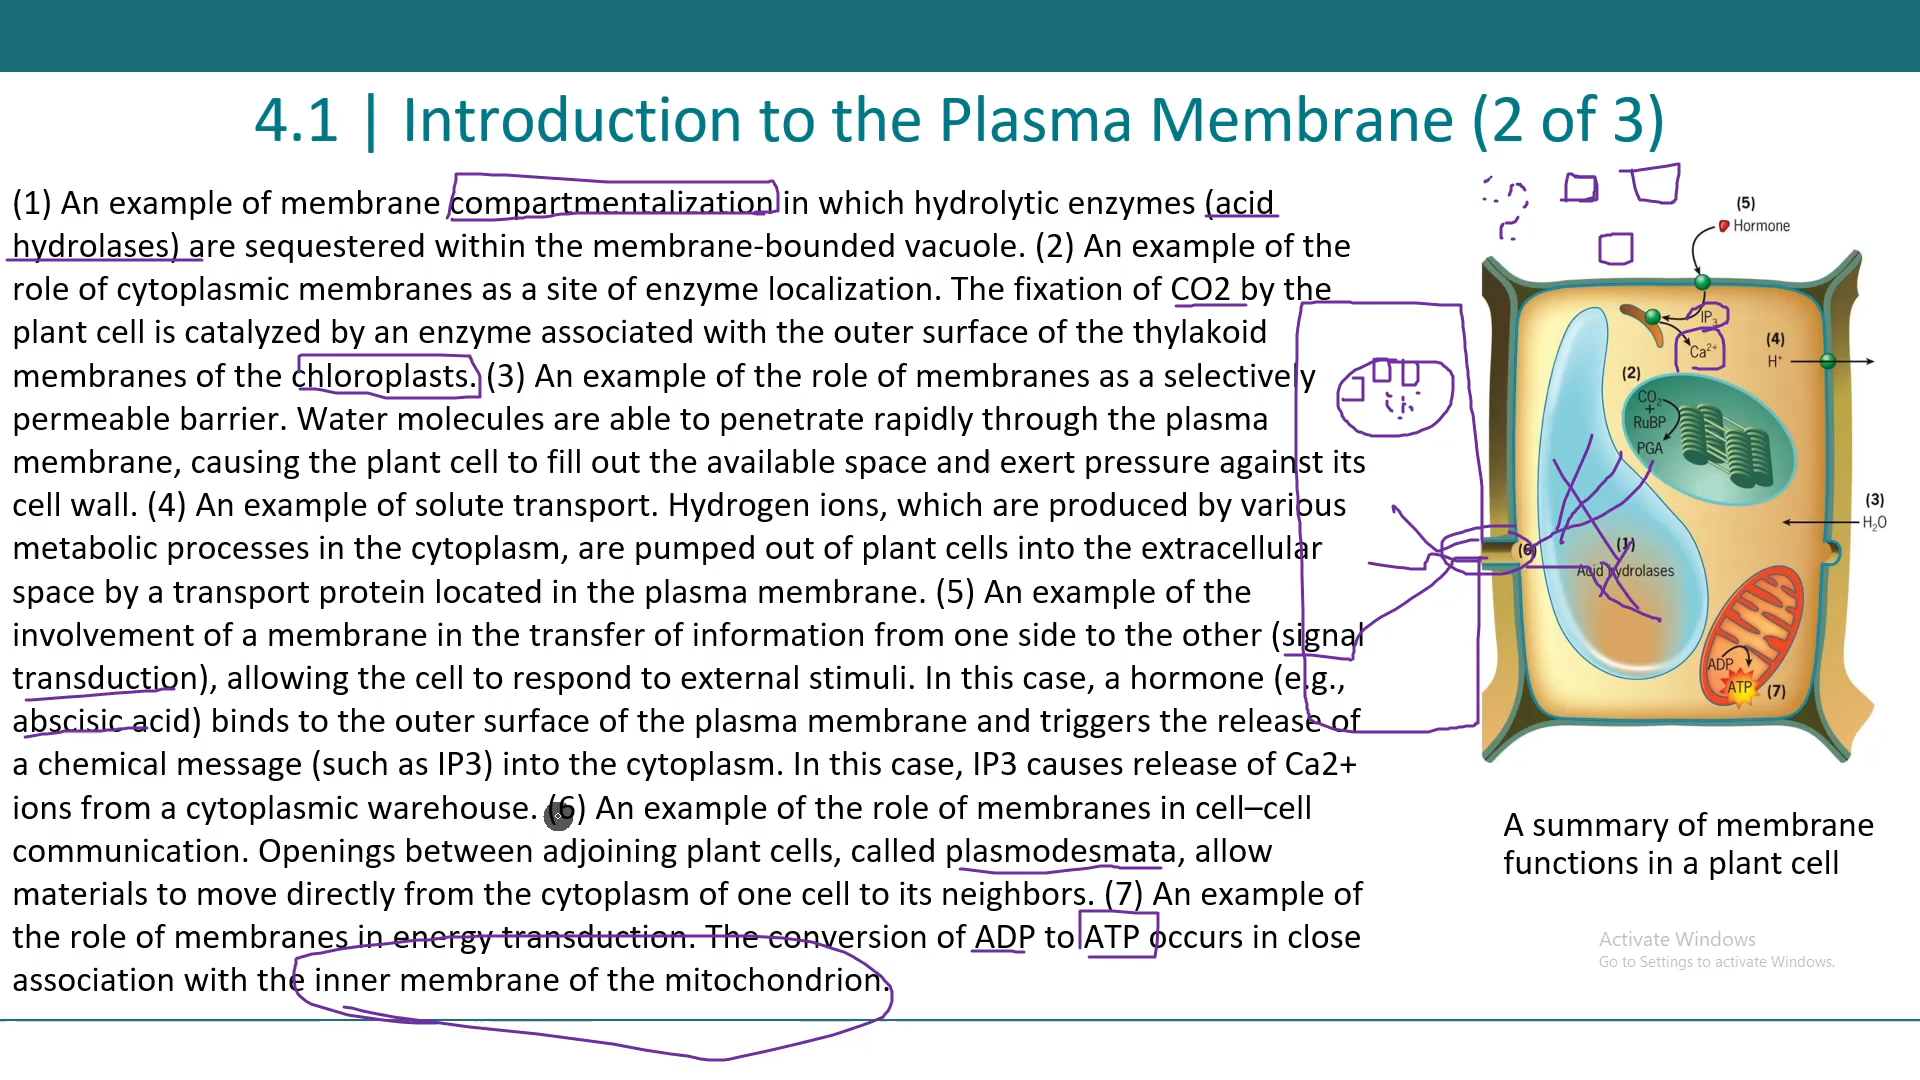 4.1 | Introduction to the Plasma Membrane (2 of 3)
(1) An example of membrane compartmentalization in which hydrolytic enzymes (acid
hydrolases) are sequestered within the membrane-bounded vacuole. (2) An example of the
role of cytoplasmic membranes as a site of enzyme localization. The fixation of CO2 by the
plant cell is catalyzed by an enzyme associated with the outer surface of the thylakoid
membranes of the chloroplasts. (3) An example of the role of membranes as a selectively
permeable barrier. Water molecules are able to penetrate rapidly through the plasma
membrane, causing the plant cell to fill out the available space and exert pressure against its
cell wall. (4) An example of solute transport. Hydrogen ions, which are produced by various
metabolic processes in the cytoplasm, are pumped out of plant cells into the extracellular
space by a transport protein located in the plasma membrane. (5) An example of the
involvement of a membrane in the transfer of information from one side to the other (signal
transduction), allowing the cell to respond to external stimuli. In this case, a hormone (e.g.,
abscisic acid) binds to the outer surface of the plasma membrane and triggers the release of
a chemical message (such as IP3) into the cytoplasm. In this case, IP3 causes release of Ca2+
ions from a cytoplasmic warehouse. (6) An example of the role of membranes in cell–cell
communication. Openings between adjoining plant cells, called plasmodesmata, allow
materials to move directly from the cytoplasm of one cell to its neighbors. (7) An example of
the role of membranes in energy transduction. The conversion of ADP to ATP occurs in close
association with the inner membrane of the mitochondrion.
(5)
Hormone
IP₃
Ca²⁺
(4)
H⁺
(2)
CO₂
+
RuBP
PGA
(3)
H₂O
(6)
(1)
Acid hydrolases
ADP
ATP
(7)
A summary of membrane
functions in a plant cell
Activate Windows
Go to Settings to activate Windows.